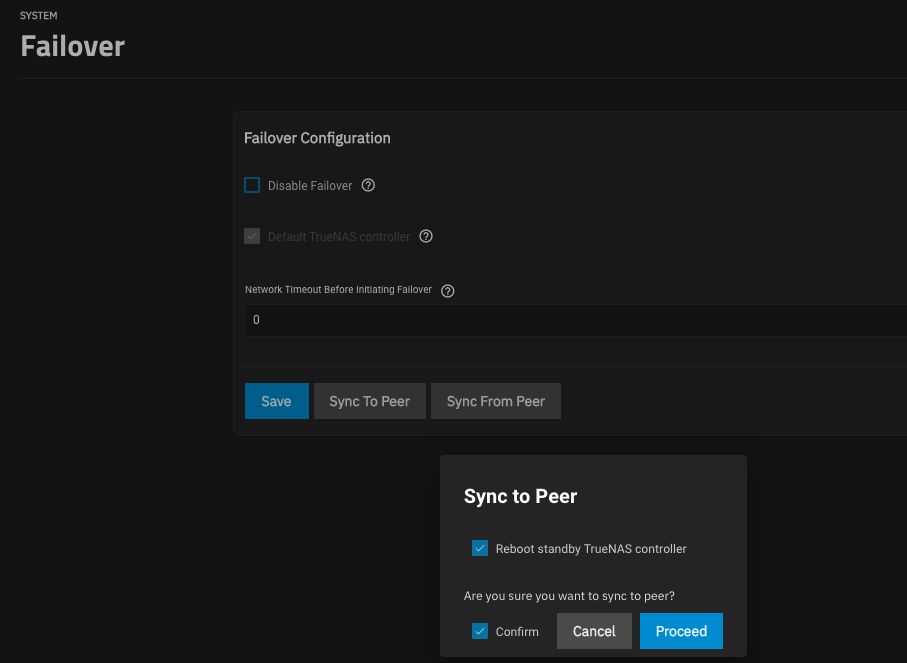 SYSTEM
Failover
Failover Configuration
Disable Failover
Default TrueNAS controller
Network Timeout Before Initiating Failover
0
Save Sync To Peer Sync From Peer
Sync to Peer
Reboot standby TrueNAS controller
Are you sure you want to sync to peer?
Confirm Cancel Proceed